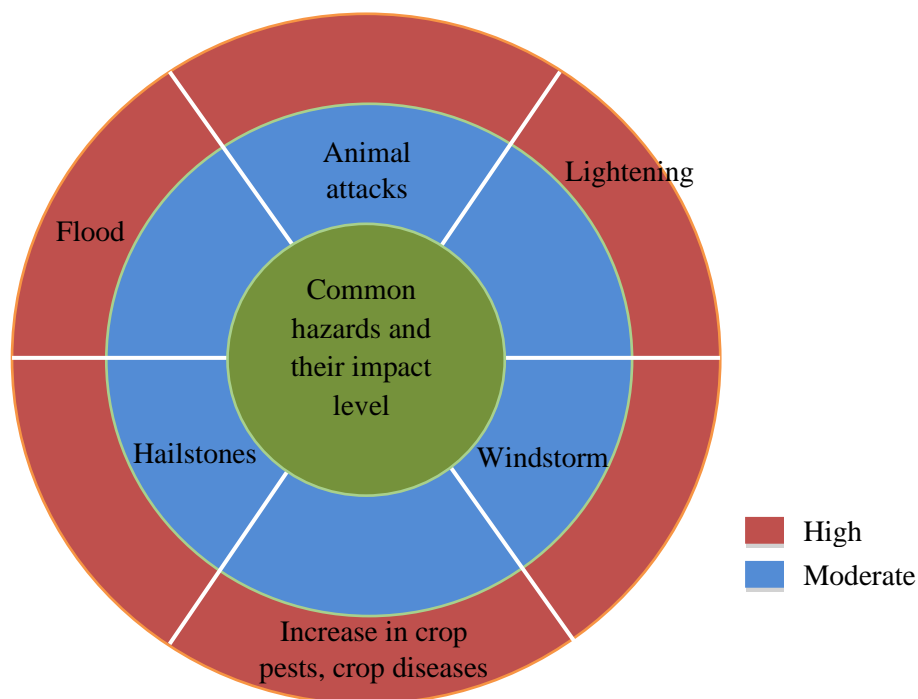 Animal
attacks
Lightening
Flood
Common
hazards and
their impact
level
Hailstones
Windstorm
Increase in crop
pests, crop diseases
High
Moderate